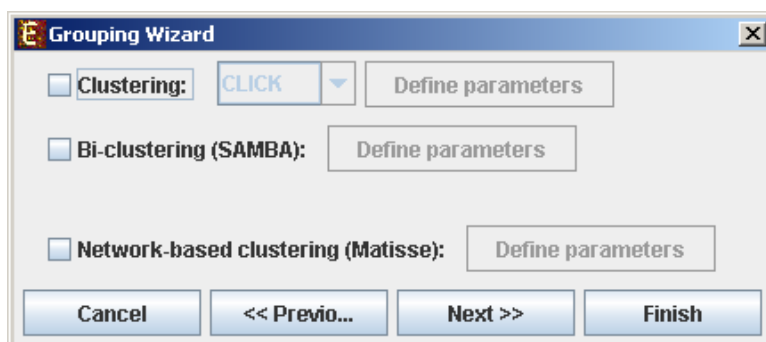 E Grouping Wizard
Clustering: CLICK Define parameters
Bi-clustering (SAMBA): Define parameters
Network-based clustering (Matisse): Define parameters
Cancel << Previo... Next >> Finish